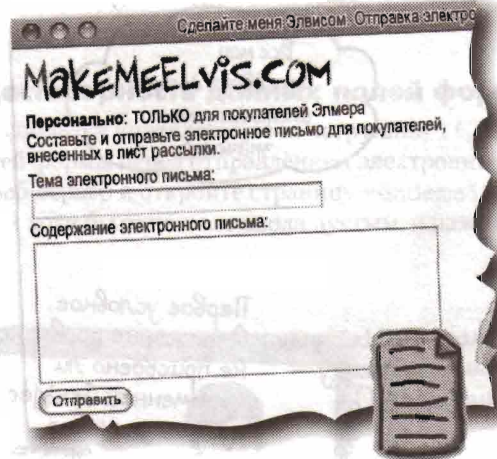 Сделайте меня Элвисом. Отправка электро
MAKEMEELVIS.COM
Персонально: ТОЛЬКО для покупателей Элмера
Составьте и отправьте электронное письмо для покупателей,
внесенных в лист рассылки.
Тема электронного письма:
Содержание электронного письма:
Отправить